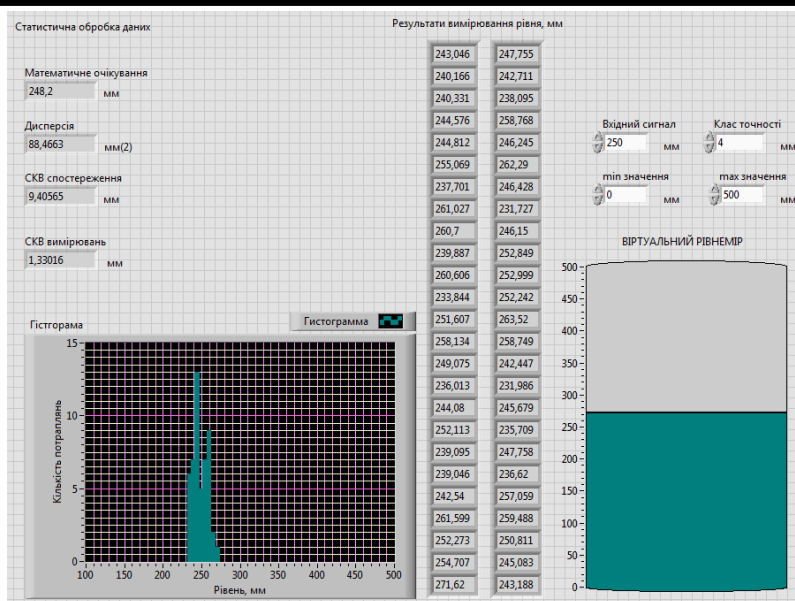 Статистична обробка даних
Математичне очікування
248,2 мм
Дисперсія
88,4663 мм(2)
СКВ спостереження
9,40565 мм
СКВ вимірювань
1,33016 мм
Результати вимірювання рівня, мм
243,046 247,755
240,166 242,711
240,331 238,095
244,576 258,768
244,812 246,245
255,069 262,29
237,701 246,428
261,027 231,727
260,7 246,15
239,887 252,849
260,606 252,999
233,844 252,242
251,607 263,52
258,134 258,749
249,075 242,447
236,013 231,986
244,08 245,679
252,113 235,709
239,095 247,758
239,046 236,62
242,54 257,059
261,599 259,488
252,273 250,811
254,707 245,083
271,62 243,188
Вхідний сигнал Клас точності
250 мм 4 мм
min значення max значення
0 мм 500 мм
ВІРТУАЛЬНИЙ РІВНЕМІР
500
450
400
350
300
250
200
150
100
50
0
Гістгорама
Гистограмма
Кількість потраплянь
15
10
5
0
100 150 200 250 300 350 400 450 500
Рівень, мм